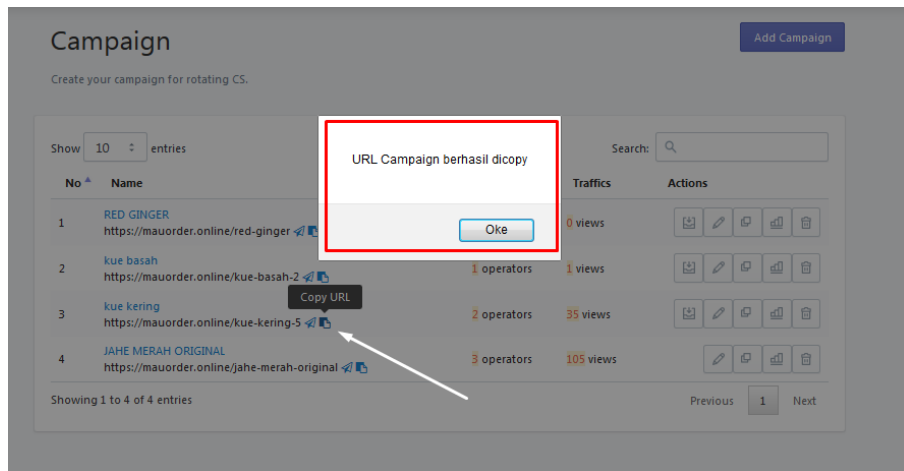 Campaign
Add Campaign
Create your campaign for rotating CS.
Show 10 entries
Search:
URL Campaign berhasil dicopy
Oke
No Name Traffics Actions
1 RED GINGER 0 views
https://mauorder.online/red-ginger
2 kue basah 1 operators 1 views
https://mauorder.online/kue-basah-2
Copy URL
3 kue kering 2 operators 35 views
https://mauorder.online/kue-kering-5
4 JAHE MERAH ORIGINAL 3 operators 105 views
https://mauorder.online/jahe-merah-original
Showing 1 to 4 of 4 entries
Previous 1 Next